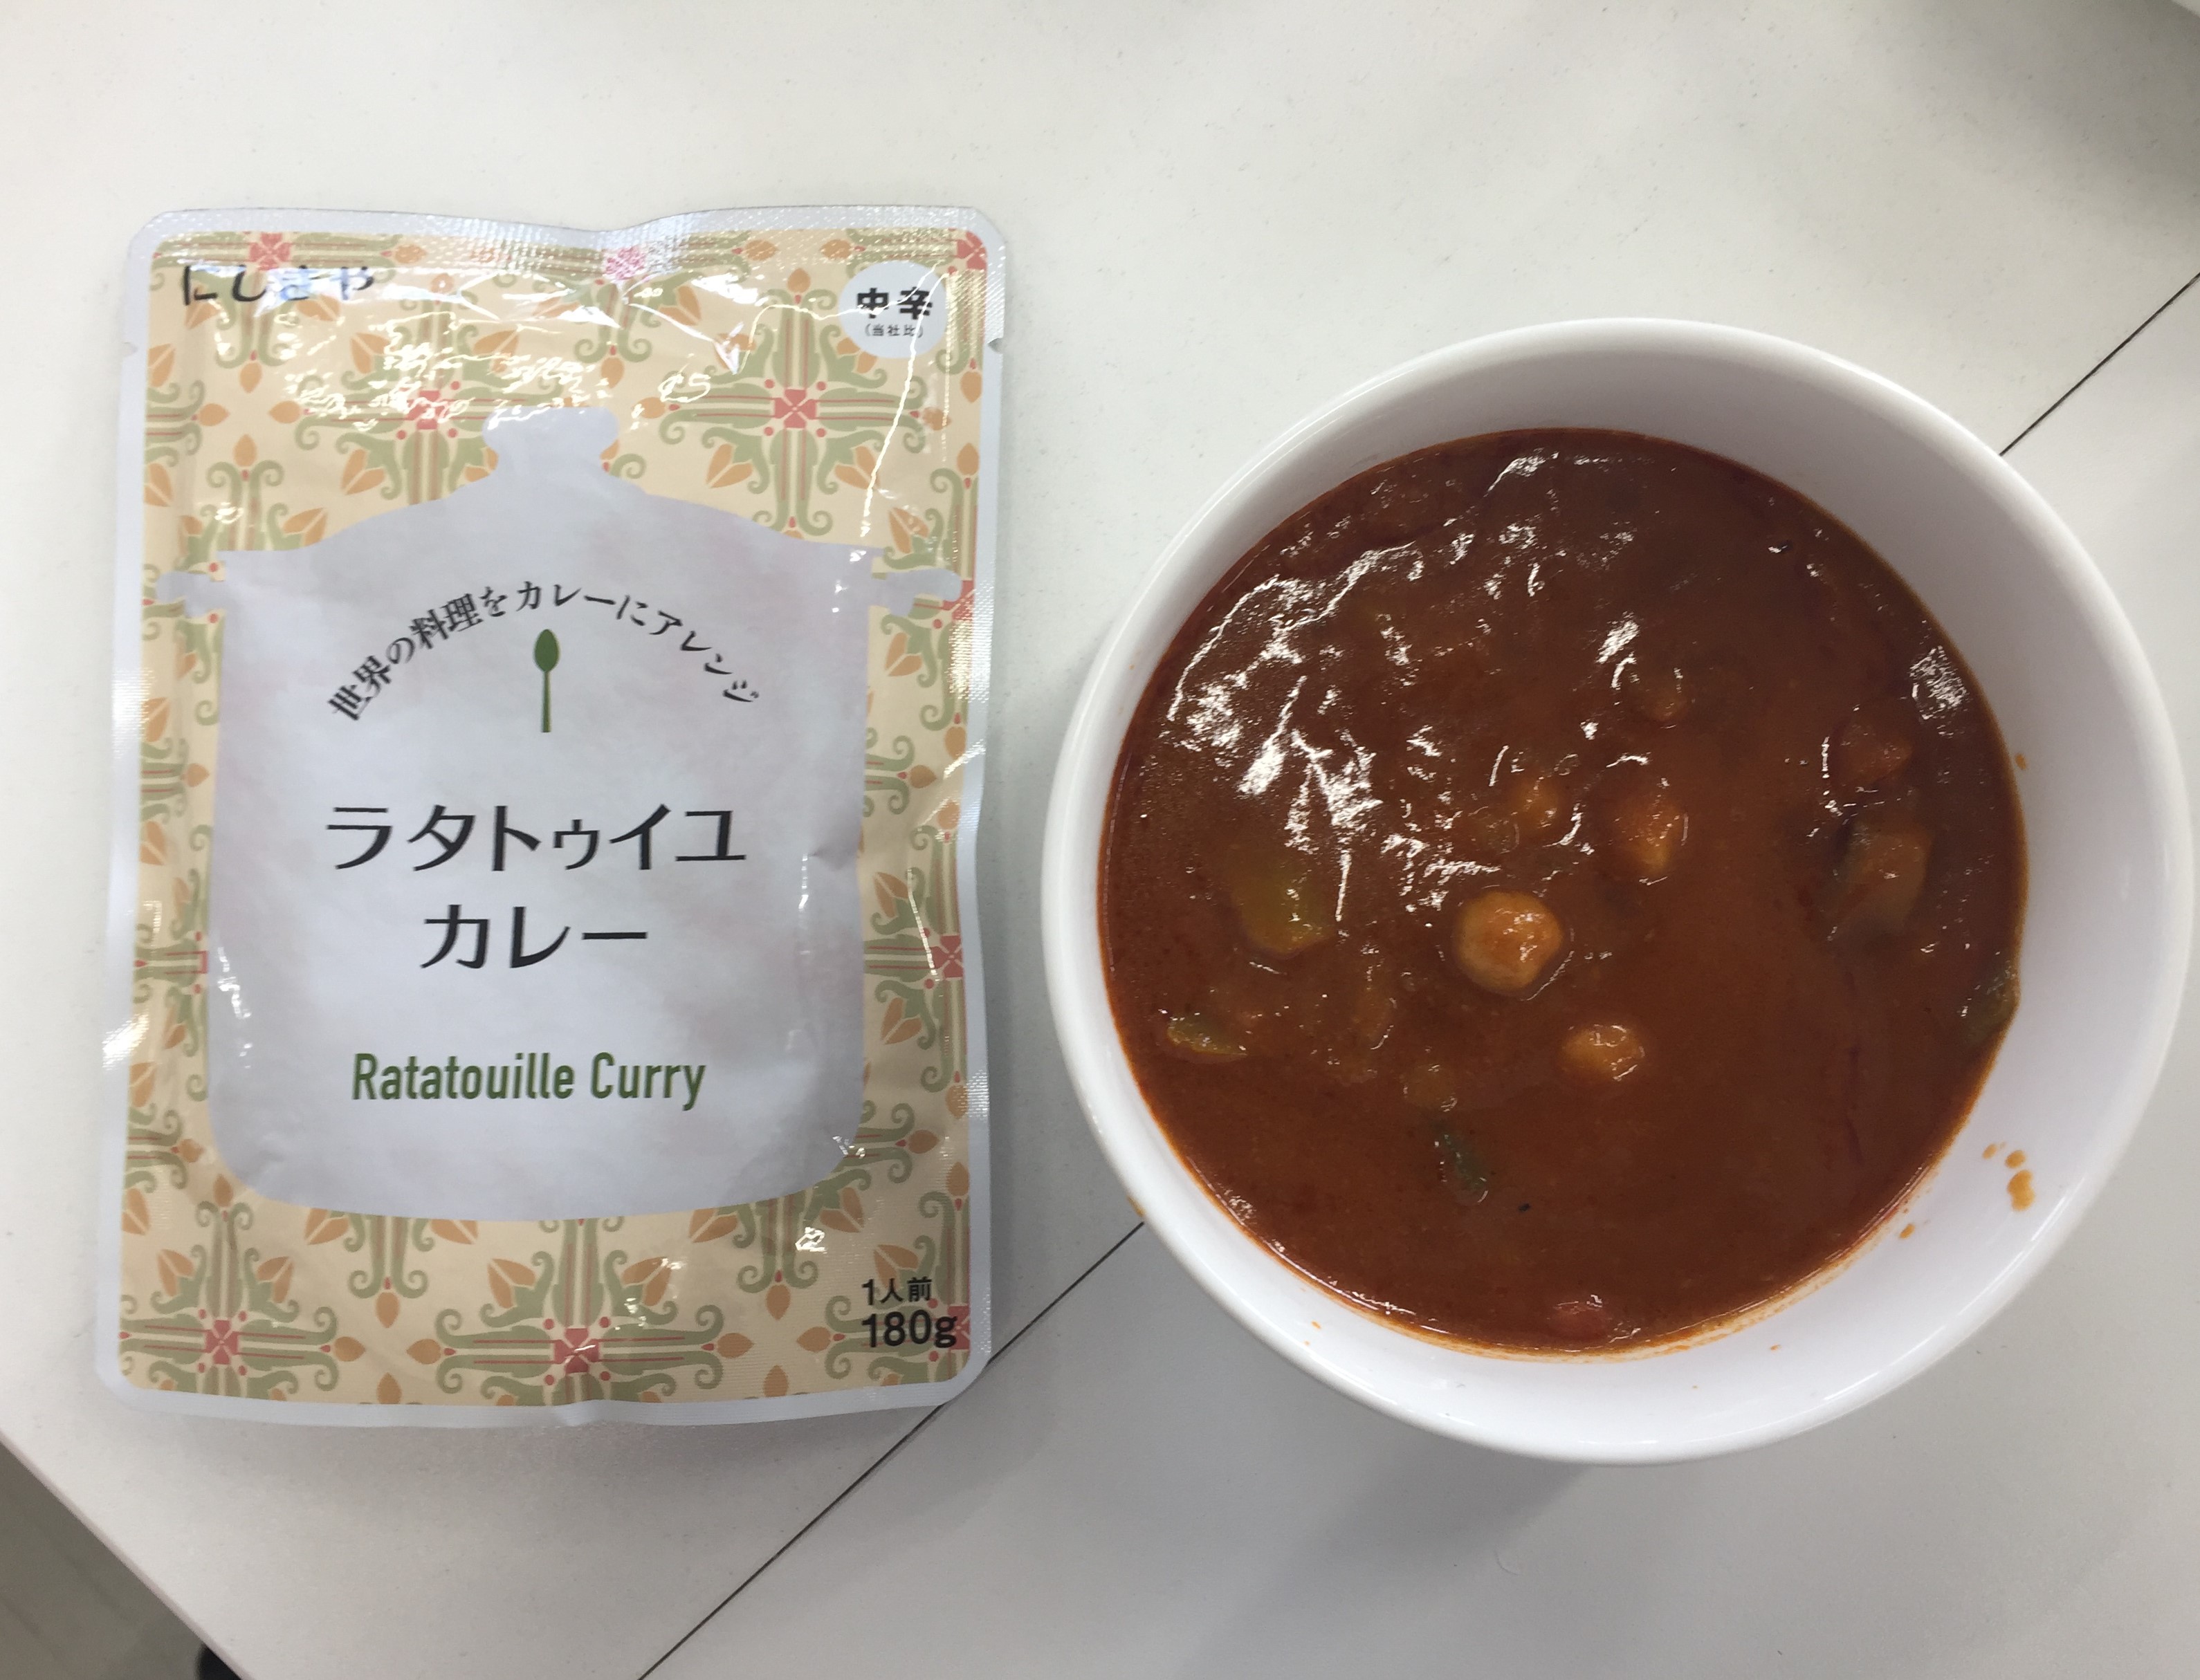 にしきや
中辛
(当社比)
世界の料理をカレーにアレンジ
ラタトゥイユ
カレー
Ratatouille Curry
1人前
180g